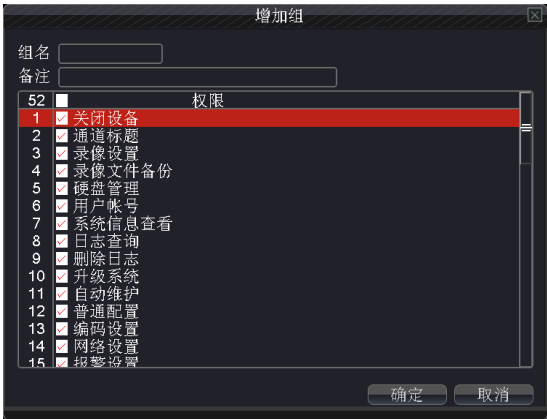 增加组
组名
备注
52 权限
1 关闭设备
2 通道标题
3 录像设置
4 录像文件备份
5 硬盘管理
6 用户帐号
7 系统信息查看
8 日志查询
9 删除日志
10 升级系统
11 自动维护
12 普通配置
13 编码设置
14 网络设置
15 报警设置
确定 取消